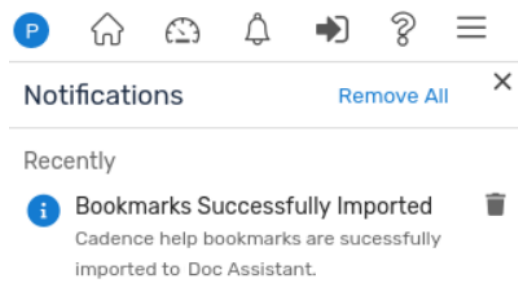 P
Notifications
Remove All
Recently
Bookmarks Successfully Imported
Cadence help bookmarks are sucessfully
imported to Doc Assistant.